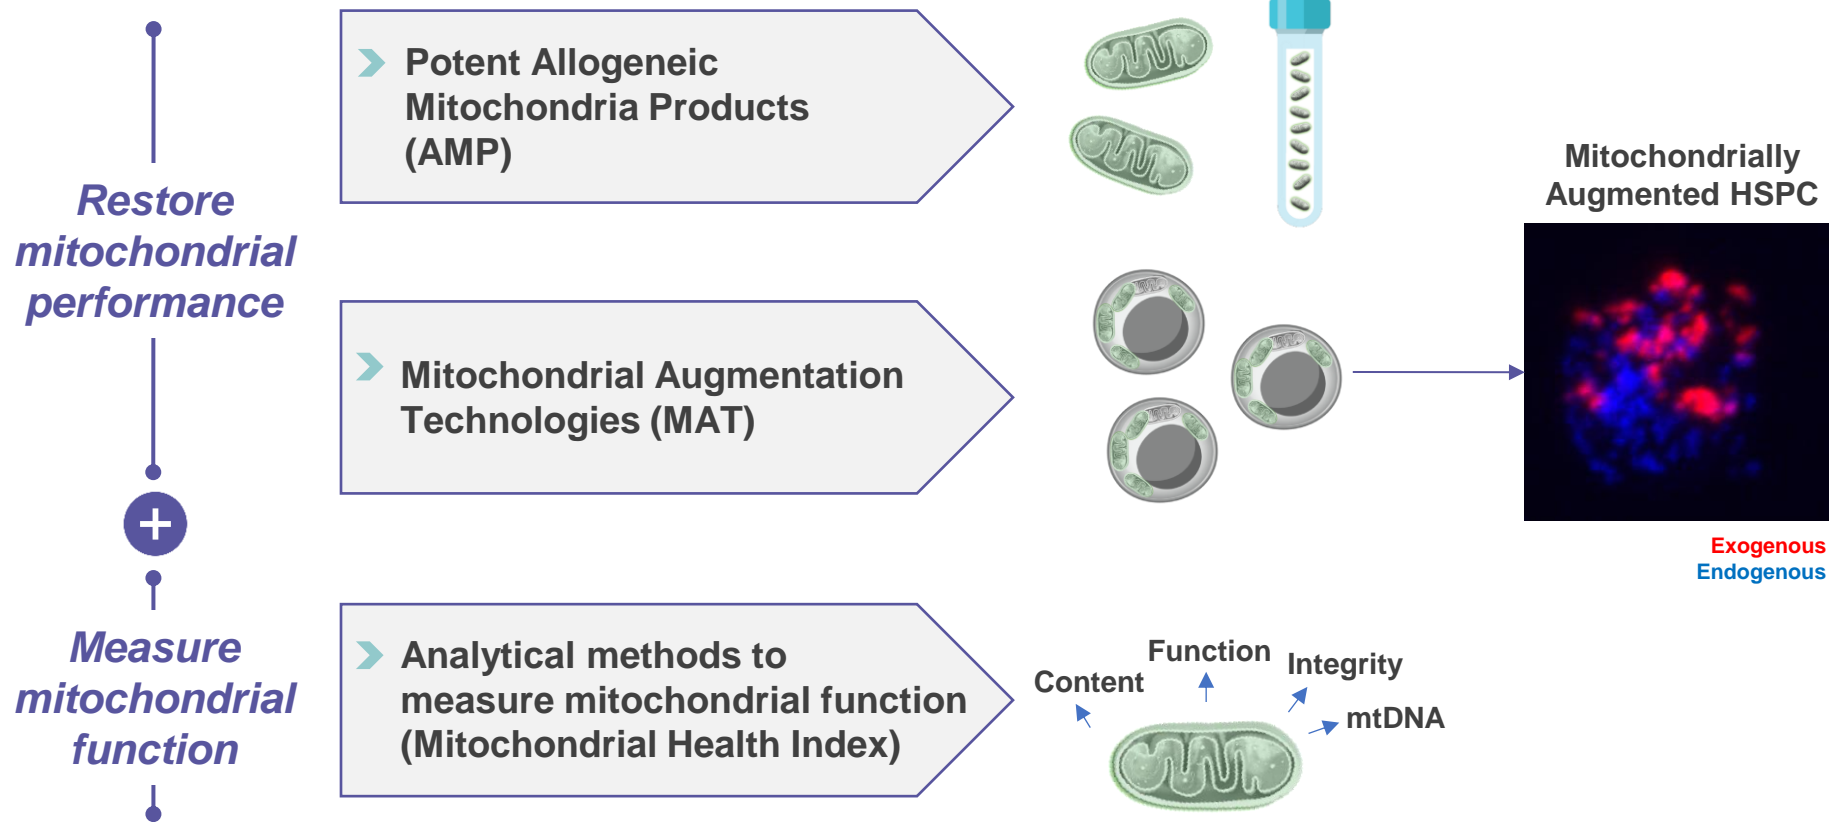 Restore
mitochondrial
performance
+
Measure
mitochondrial
function
Potent Allogeneic
Mitochondria Products
(AMP)
Mitochondrial Augmentation
Technologies (MAT)
Analytical methods to
measure mitochondrial function
(Mitochondrial Health Index)
Mitochondrially
Augmented HSPC
Exogenous
Endogenous
Content
Function
Integrity
mtDNA